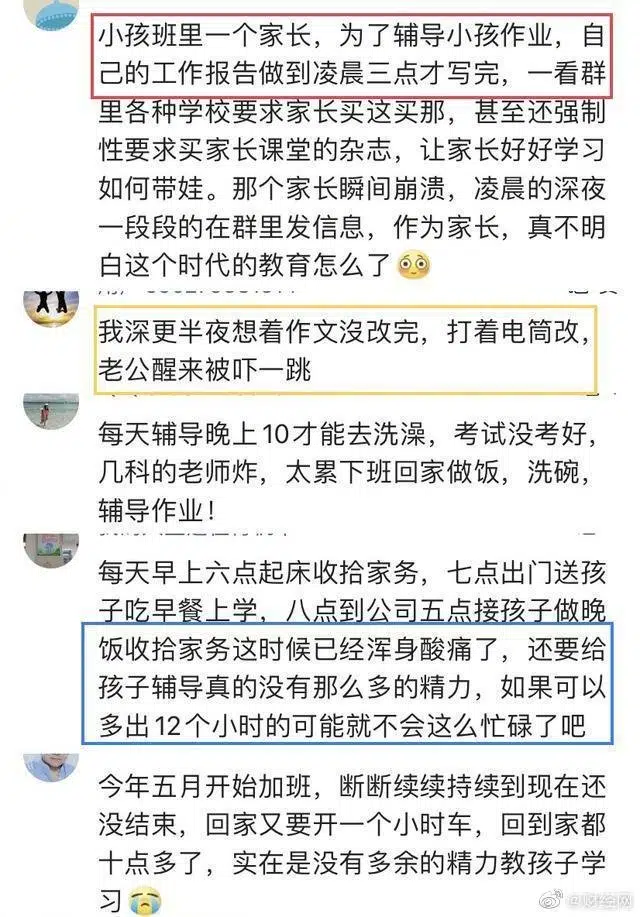 小孩班里一个家长，为了辅导小孩作业，自
己的工作报告做到凌晨三点才写完，一看群
里各种学校要求家长买这买那，甚至还强制
性要求买家长课堂的杂志，让家长好好学习
如何带娃。那个家长瞬间崩溃，凌晨的深夜
一段段的在群里发信息，作为家长，真不明
白这个时代的教育怎么了😳
我深更半夜想着作文沒改完，打着电筒改，
老公醒来被吓一跳
每天辅导晚上10才能去洗澡，考试没考好，
几科的老师炸，太累下班回家做饭，洗碗，
辅导作业！
每天早上六点起床收拾家务，七点出门送孩
子吃早餐上学，八点到公司五点接孩子做晚
饭收拾家务这时候已经浑身酸痛了，还要给
孩子辅导真的没有那么多的精力，如果可以
多出12个小时的可能就不会这么忙碌了吧
今年五月开始加班，断断续续持续到现在还
没结束，回家又要开一个小时车，回到家都
十点多了，实在是没有多余的精力教孩子学
习😭
@财经网